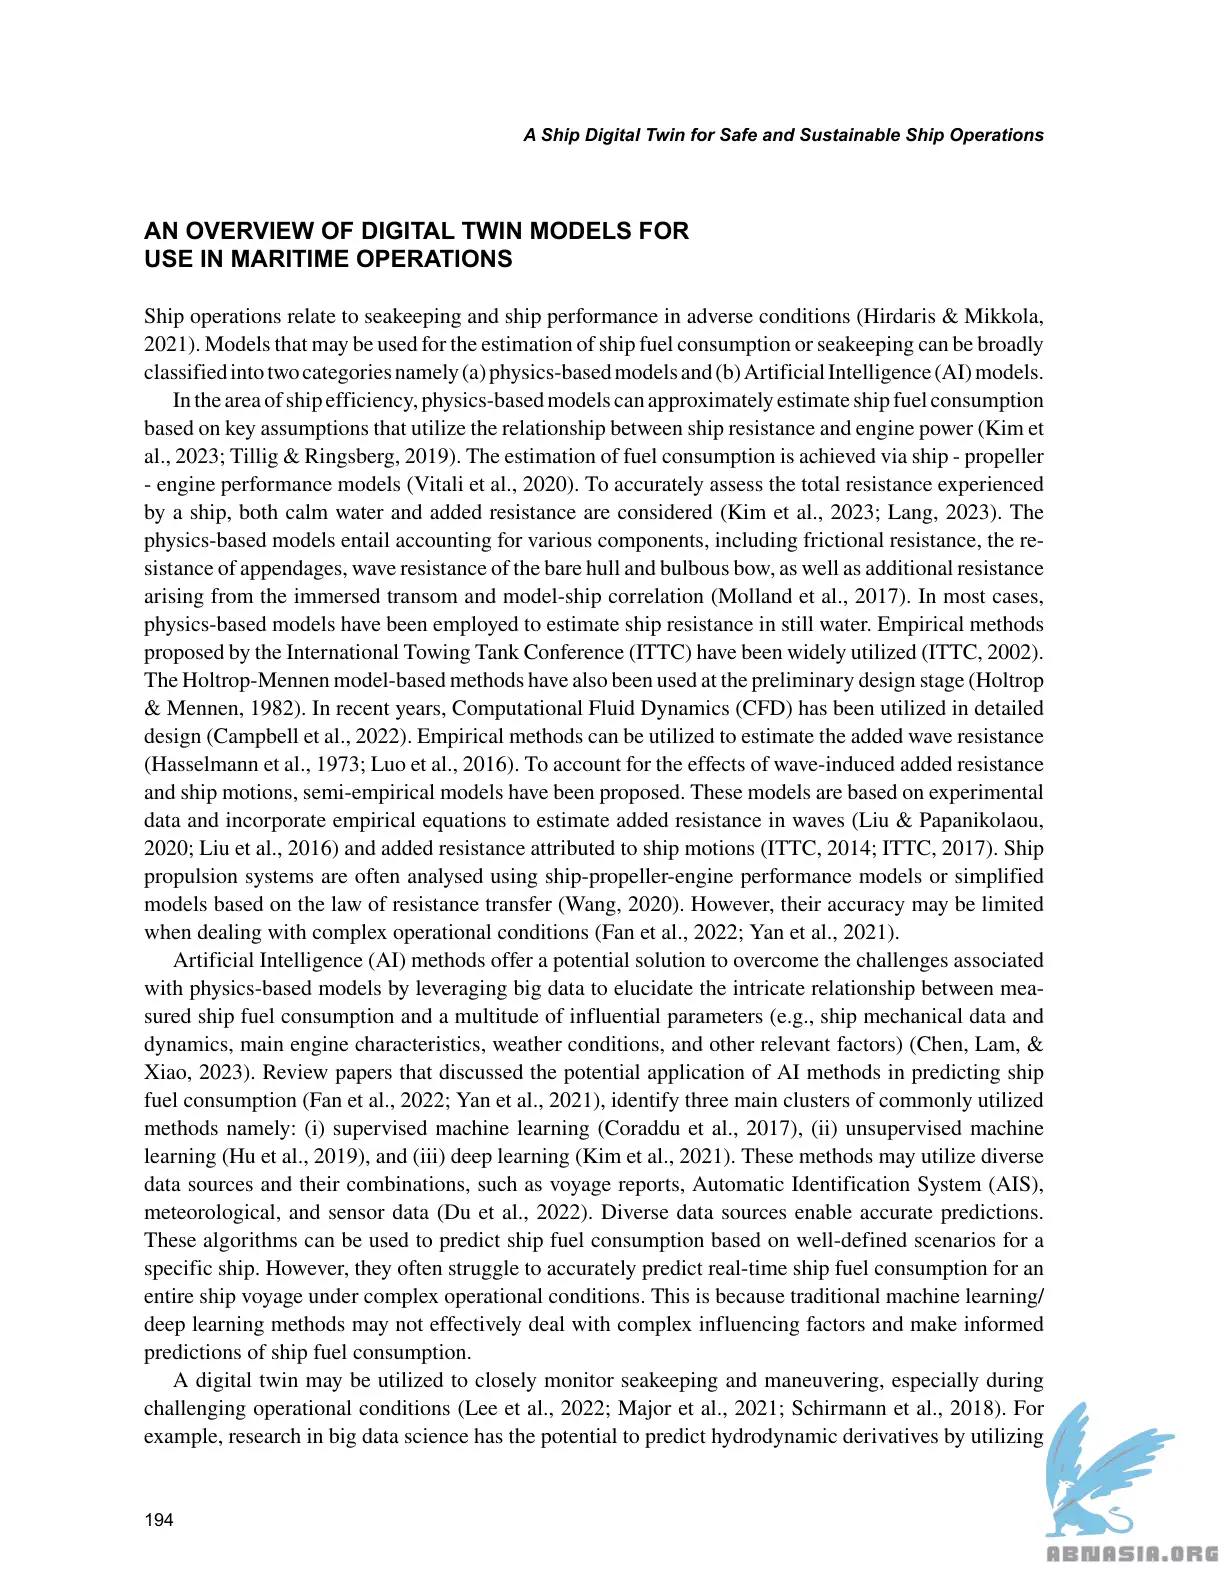 A Ship Digital Twin for Safe and Sustainable Ship Operations
AN OVERVIEW OF DIGITAL TWIN MODELS FOR
USE IN MARITIME OPERATIONS
Ship operations relate to seakeeping and ship performance in adverse conditions (Hirdaris & Mikkola,
2021). Models that may be used for the estimation of ship fuel consumption or seakeeping can be broadly
classified into two categories namely (a) physics-based models and (b) Artificial Intelligence (AI) models.
In the area of ship efficiency, physics-based models can approximately estimate ship fuel consumption
based on key assumptions that utilize the relationship between ship resistance and engine power (Kim et
al., 2023; Tillig & Ringsberg, 2019). The estimation of fuel consumption is achieved via ship - propeller
- engine performance models (Vitali et al., 2020). To accurately assess the total resistance experienced
by a ship, both calm water and added resistance are considered (Kim et al., 2023; Lang, 2023). The
physics-based models entail accounting for various components, including frictional resistance, the re-
sistance of appendages, wave resistance of the bare hull and bulbous bow, as well as additional resistance
arising from the immersed transom and model-ship correlation (Molland et al., 2017). In most cases,
physics-based models have been employed to estimate ship resistance in still water. Empirical methods
proposed by the International Towing Tank Conference (ITTC) have been widely utilized (ITTC, 2002).
The Holtrop-Mennen model-based methods have also been used at the preliminary design stage (Holtrop
& Mennen, 1982). In recent years, Computational Fluid Dynamics (CFD) has been utilized in detailed
design (Campbell et al., 2022). Empirical methods can be utilized to estimate the added wave resistance
(Hasselmann et al., 1973; Luo et al., 2016). To account for the effects of wave-induced added resistance
and ship motions, semi-empirical models have been proposed. These models are based on experimental
data and incorporate empirical equations to estimate added resistance in waves (Liu & Papanikolaou,
2020; Liu et al., 2016) and added resistance attributed to ship motions (ITTC, 2014; ITTC, 2017). Ship
propulsion systems are often analysed using ship-propeller-engine performance models or simplified
models based on the law of resistance transfer (Wang, 2020). However, their accuracy may be limited
when dealing with complex operational conditions (Fan et al., 2022; Yan et al., 2021).
Artificial Intelligence (AI) methods offer a potential solution to overcome the challenges associated
with physics-based models by leveraging big data to elucidate the intricate relationship between mea-
sured ship fuel consumption and a multitude of influential parameters (e.g., ship mechanical data and
dynamics, main engine characteristics, weather conditions, and other relevant factors) (Chen, Lam, &
Xiao, 2023). Review papers that discussed the potential application of AI methods in predicting ship
fuel consumption (Fan et al., 2022; Yan et al., 2021), identify three main clusters of commonly utilized
methods namely: (i) supervised machine learning (Coraddu et al., 2017), (ii) unsupervised machine
learning (Hu et al., 2019), and (iii) deep learning (Kim et al., 2021). These methods may utilize diverse
data sources and their combinations, such as voyage reports, Automatic Identification System (AIS),
meteorological, and sensor data (Du et al., 2022). Diverse data sources enable accurate predictions.
These algorithms can be used to predict ship fuel consumption based on well-defined scenarios for a
specific ship. However, they often struggle to accurately predict real-time ship fuel consumption for an
entire ship voyage under complex operational conditions. This is because traditional machine learning/
deep learning methods may not effectively deal with complex influencing factors and make informed
predictions of ship fuel consumption.
A digital twin may be utilized to closely monitor seakeeping and maneuvering, especially during
challenging operational conditions (Lee et al., 2022; Major et al., 2021; Schirmann et al., 2018). For
example, research in big data science has the potential to predict hydrodynamic derivatives by utilizing
194
ABNASIA.ORG